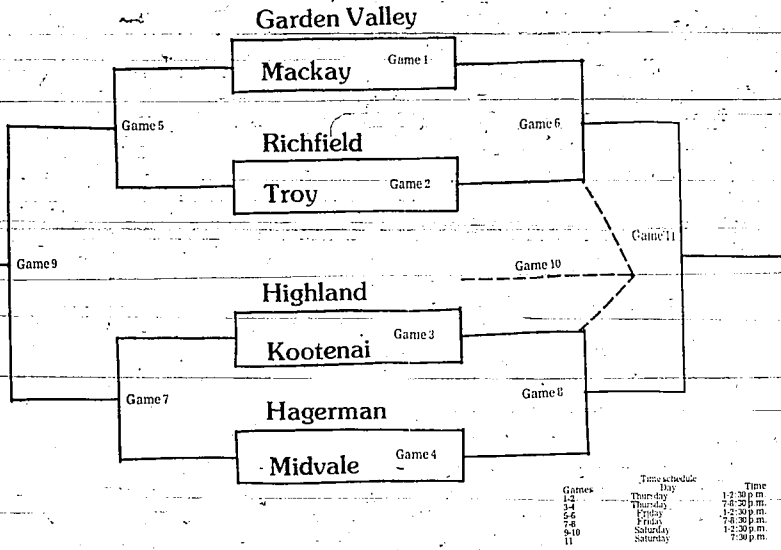 Garden Valley
Mackay Game 1
Game 5 Game 6
Richfield
Troy Game 2
Game 11
Game 9 Game 10
Highland
Kootenai Game 3
Game 7 Game 8
Hagerman
Midvale Game 4
Time schedule
Games Day Time
1-2 Thursday 1-2:30 p.m.
3-4 Thursday 7-8:30 p.m.
5-6 Friday 1-2:30 p.m.
7-8 Friday 7-8:30 p.m.
9-10 Saturday 1-2:30 p.m.
11 Saturday 7:30 p.m.